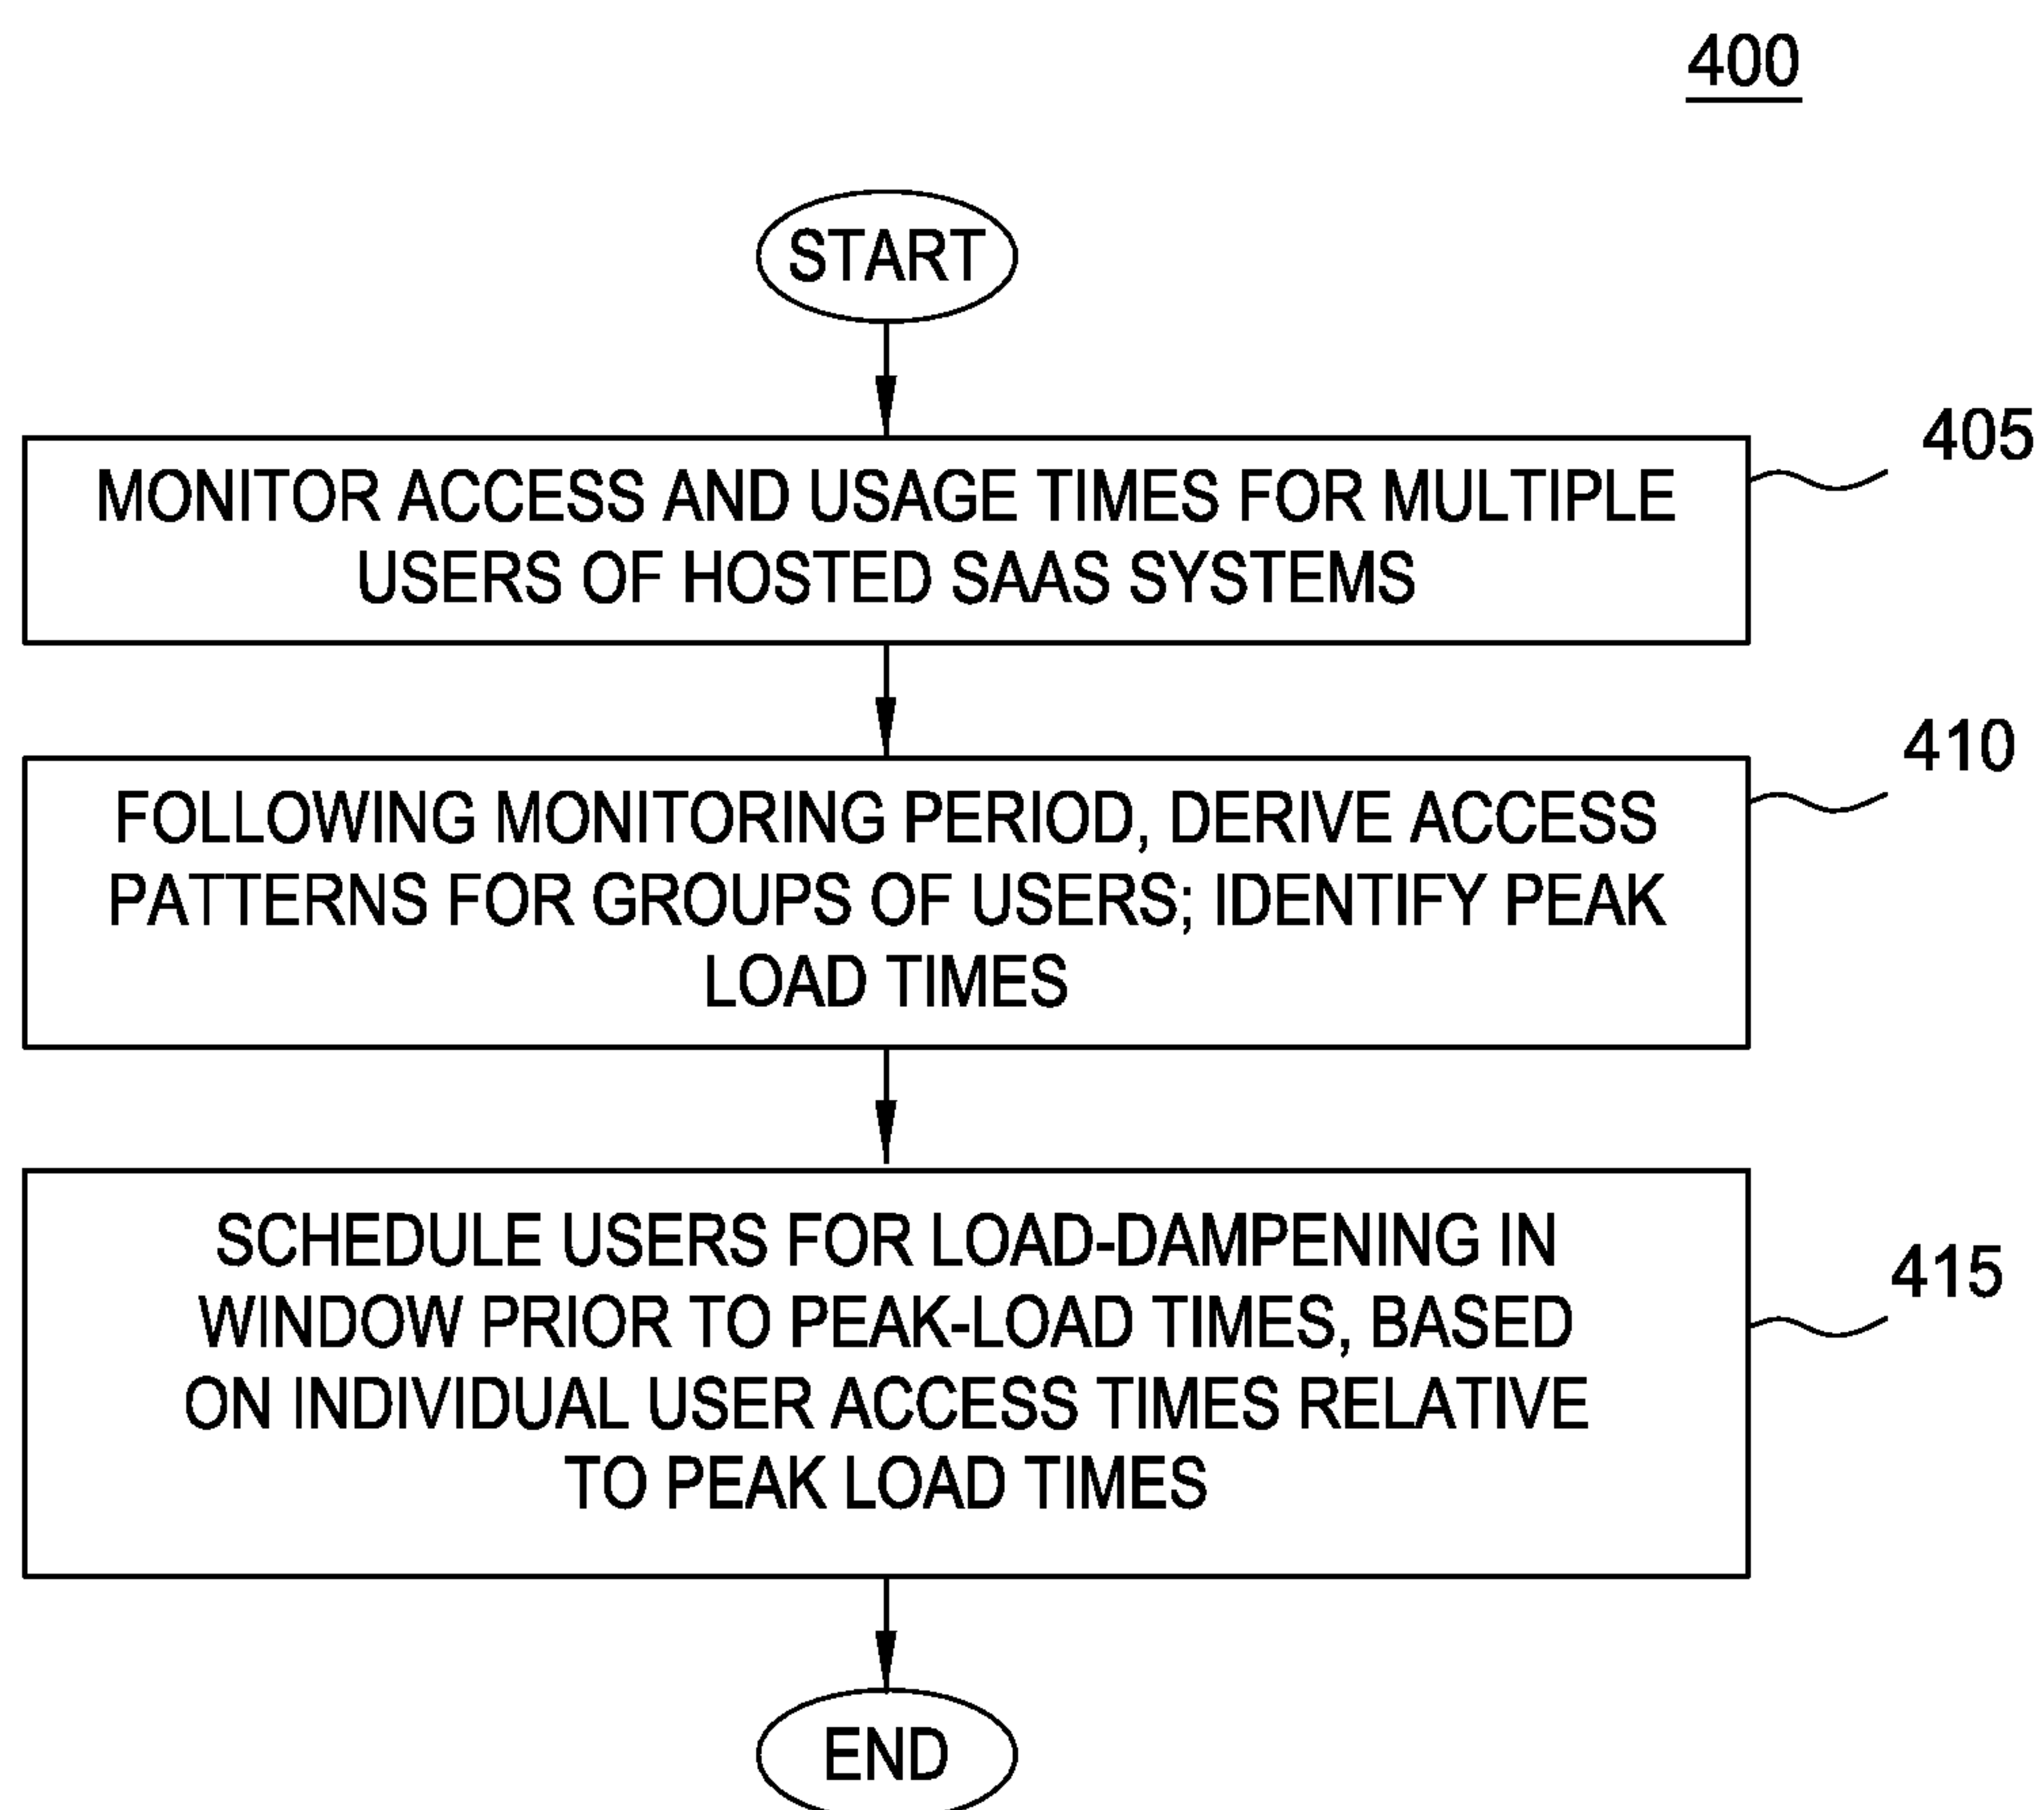 400
START
405
MONITOR ACCESS AND USAGE TIMES FOR MULTIPLE
USERS OF HOSTED SAAS SYSTEMS
410
FOLLOWING MONITORING PERIOD, DERIVE ACCESS
PATTERNS FOR GROUPS OF USERS; IDENTIFY PEAK
LOAD TIMES
415
SCHEDULE USERS FOR LOAD-DAMPENING IN
WINDOW PRIOR TO PEAK-LOAD TIMES, BASED
ON INDIVIDUAL USER ACCESS TIMES RELATIVE
TO PEAK LOAD TIMES
END